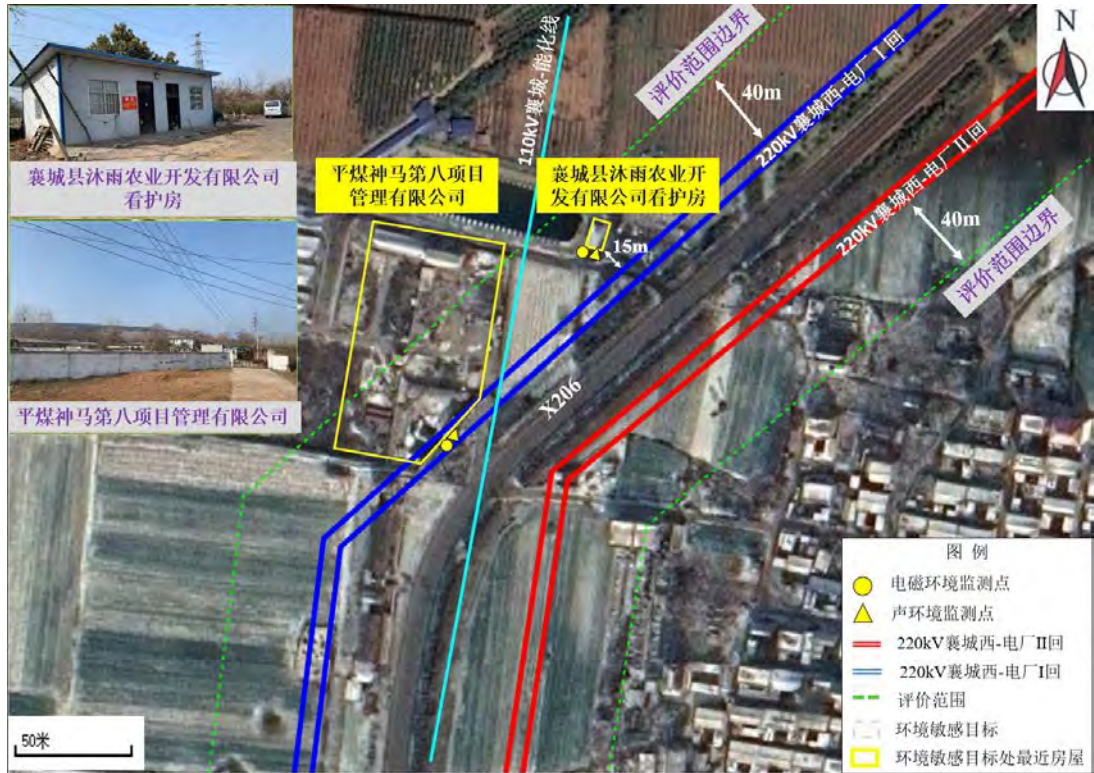 襄城县沐雨农业开发有限公司
看护房
平煤神马第八项目管理有限公司
平煤神马第八项目
管理有限公司
襄城县沐雨农业开
发有限公司看护房
110kV襄城-能化线
评价范围边界
40m
220kV襄城西-电厂I回
N
220kV襄城西-电厂II回
40m
评价范围边界
15m
X206
50米
图 例
电磁环境监测点
声环境监测点
220kV襄城西-电厂II回
220kV襄城西-电厂I回
评价范围
环境敏感目标
环境敏感目标处最近房屋